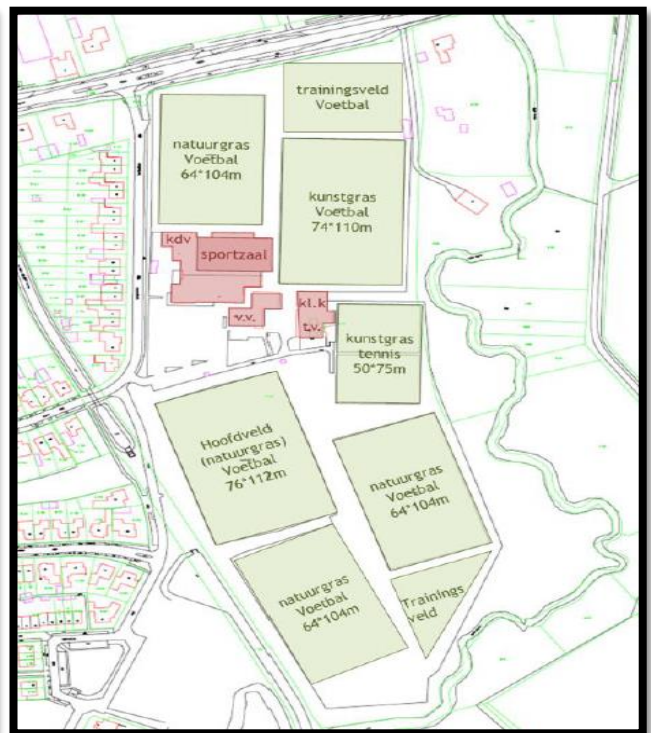 trainingsveld
Voetbal
natuurgras
Voetbal
64*104m
kunstgras
Voetbal
74*110m
kdv
sportzaal
v.v.
kl.k
t.v.
kunstgras
tennis
50*75m
Hoofdveld
(natuurgras)
Voetbal
76*112m
natuurgras
Voetbal
64*104m
natuurgras
Voetbal
64*104m
Trainings
veld